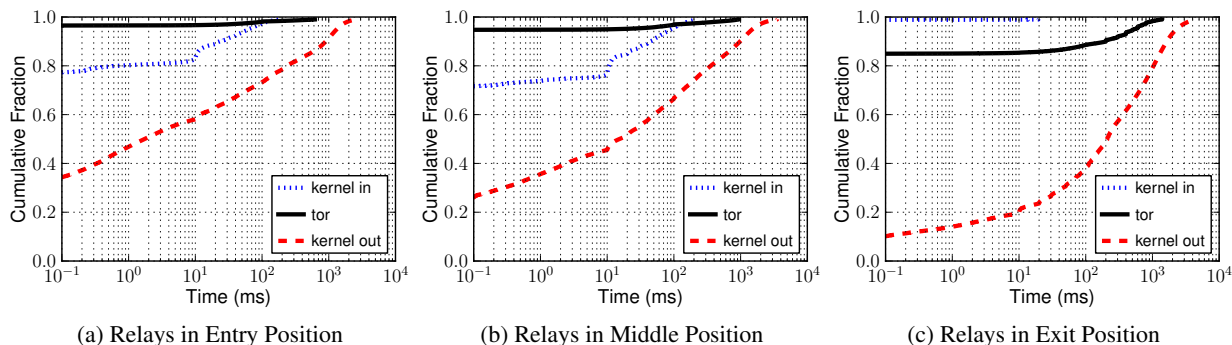 1.0
0.8
0.6
0.4
0.2
0.0
Cumulative Fraction
kernel in
tor
kernel out
10^-1
10^0
10^1
10^2
10^3
10^4
Time (ms)
(a) Relays in Entry Position
1.0
0.8
0.6
0.4
0.2
0.0
Cumulative Fraction
kernel in
tor
kernel out
10^-1
10^0
10^1
10^2
10^3
10^4
Time (ms)
(b) Relays in Middle Position
1.0
0.8
0.6
0.4
0.2
0.0
Cumulative Fraction
kernel in
tor
kernel out
10^-1
10^0
10^1
10^2
10^3
10^4
Time (ms)
(c) Relays in Exit Position